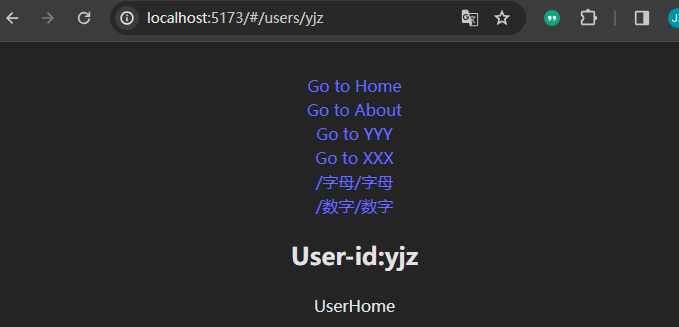 localhost:5173/#/users/yjz
Go to Home
Go to About
Go to YYY
Go to XXX
/字母/字母
/数字/数字
User-id:yjz
UserHome